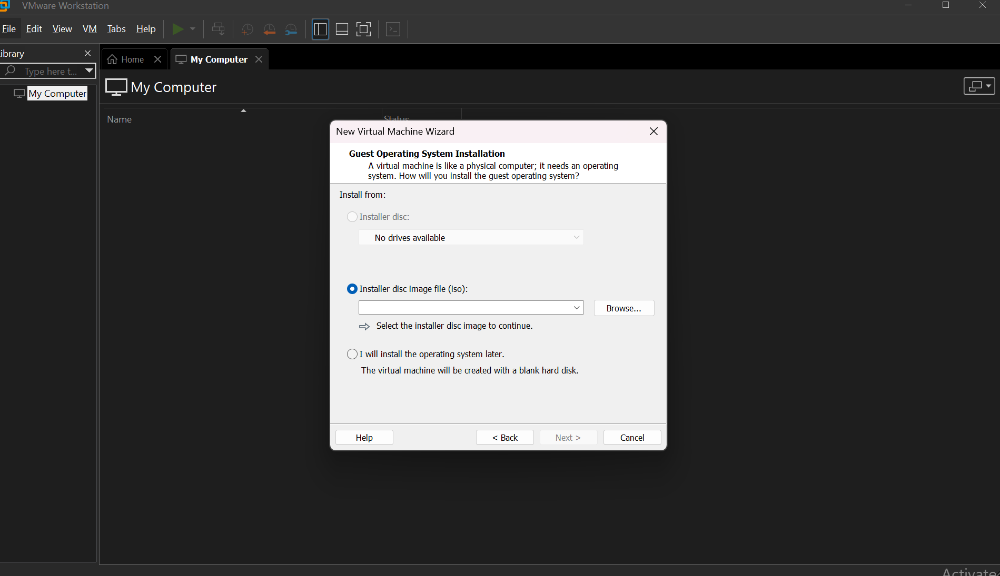 VMware Workstation
File Edit View VM Tabs Help
ibrary
Type here t...
My Computer
Home
My Computer
My Computer
Name
Status
New Virtual Machine Wizard
Guest Operating System Installation
A virtual machine is like a physical computer; it needs an operating
system. How will you install the guest operating system?
Install from:
Installer disc:
No drives available
Installer disc image file (iso):
Browse...
Select the installer disc image to continue.
I will install the operating system later.
The virtual machine will be created with a blank hard disk.
Help
< Back
Next >
Cancel
Activate